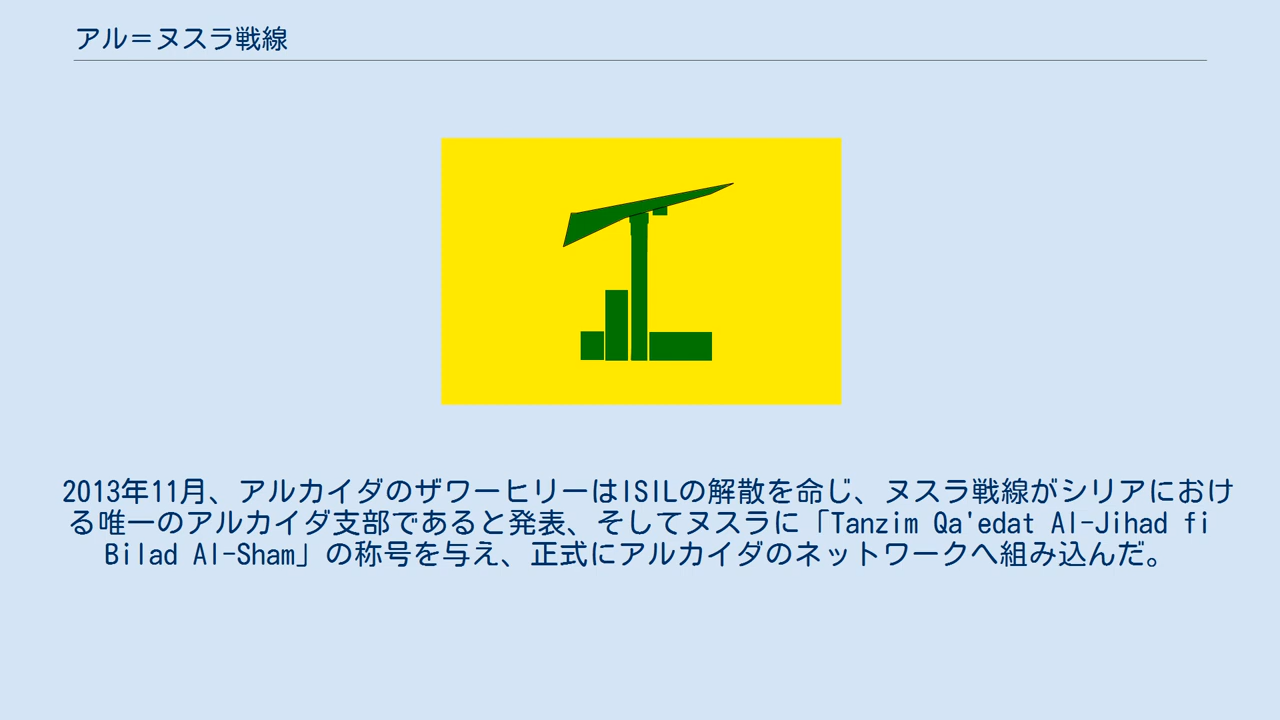 アル＝ヌスラ戦線
2013年11月、アルカイダのザワーヒリーはISILの解散を命じ、ヌスラ戦線がシリアにおけ
る唯一のアルカイダ支部であると発表、そしてヌスラに「Tanzim Qa'edat Al-Jihad fi
Bilad Al-Sham」の称号を与え、正式にアルカイダのネットワークへ組み込んだ。